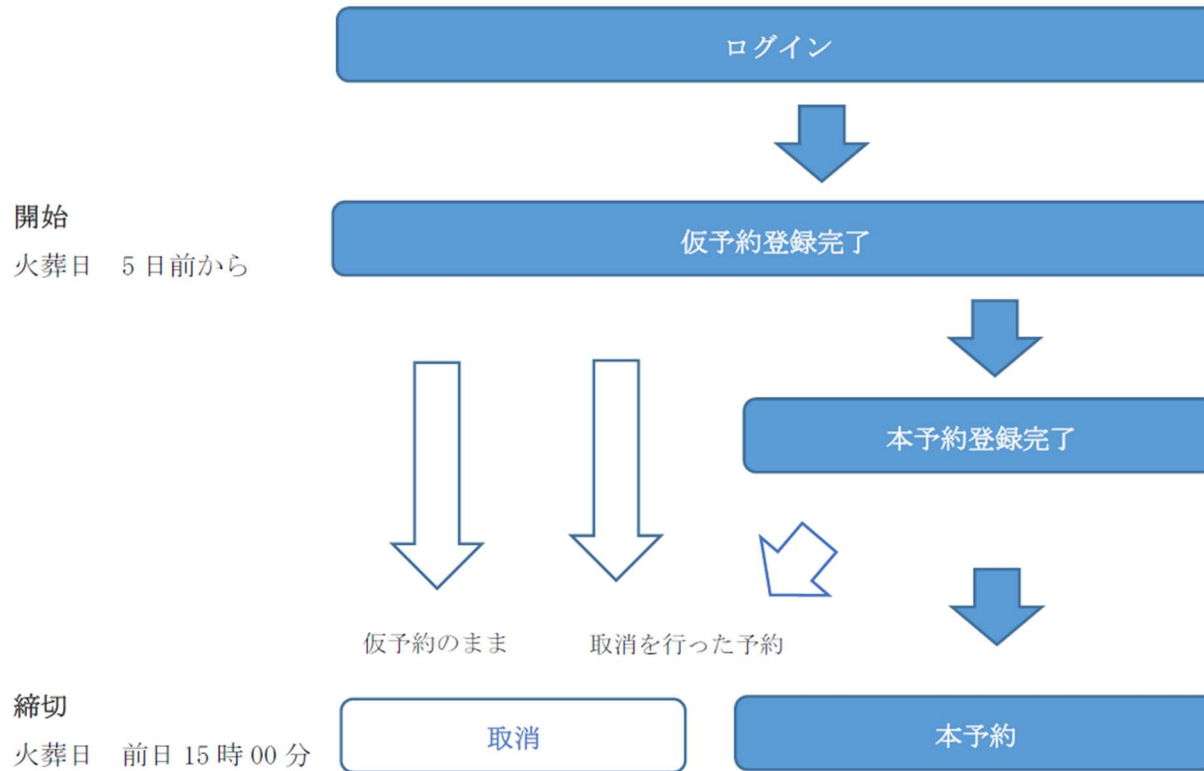 ログイン
開始
火葬日　5日前から
仮予約登録完了
本予約登録完了
仮予約のまま
取消を行った予約
締切
火葬日　前日15時00分
取消
本予約